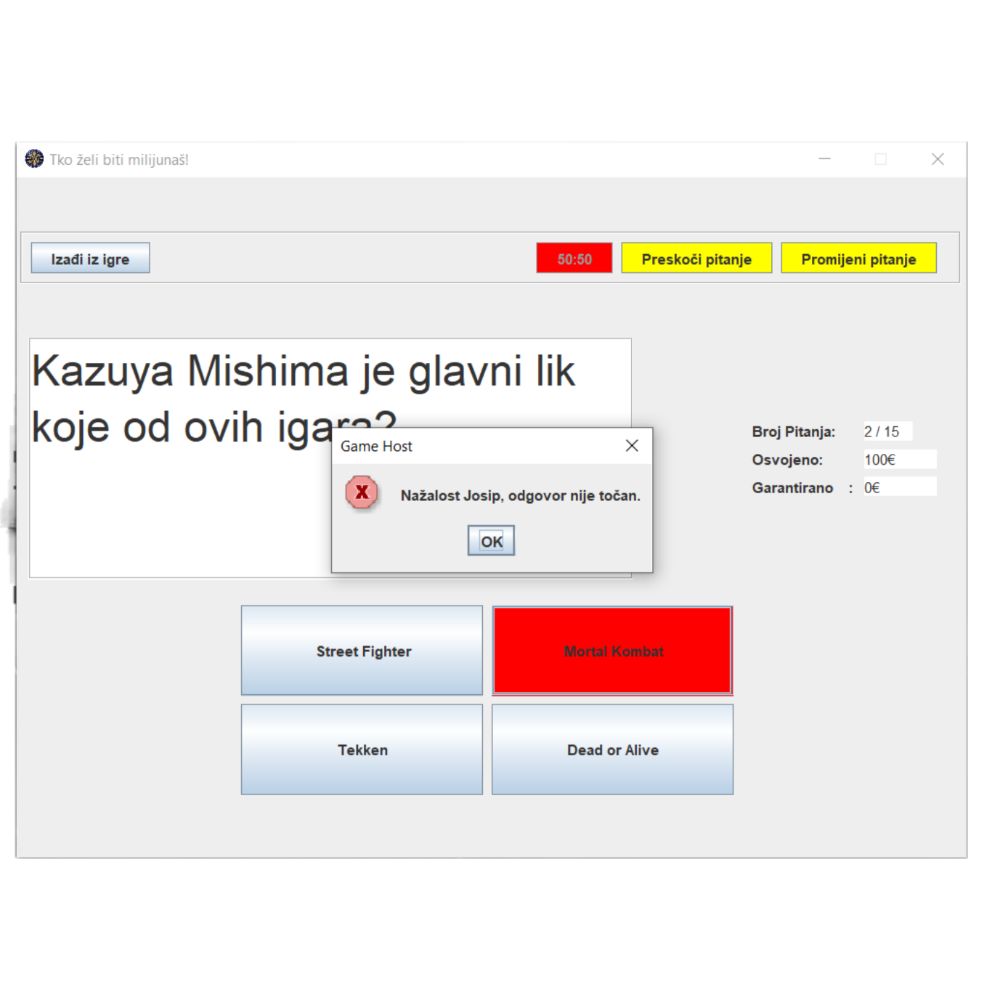 Tko želi biti milijunaš!
Izađi iz igre
50:50
Preskoči pitanje
Promijeni pitanje
Kazuya Mishima je glavni lik
koje od ovih igara?
Game Host
Nažalost Josip, odgovor nije točan.
OK
Broj Pitanja: 2 / 15
Osvojeno: 100€
Garantirano : 0€
Street Fighter
Mortal Kombat
Tekken
Dead or Alive